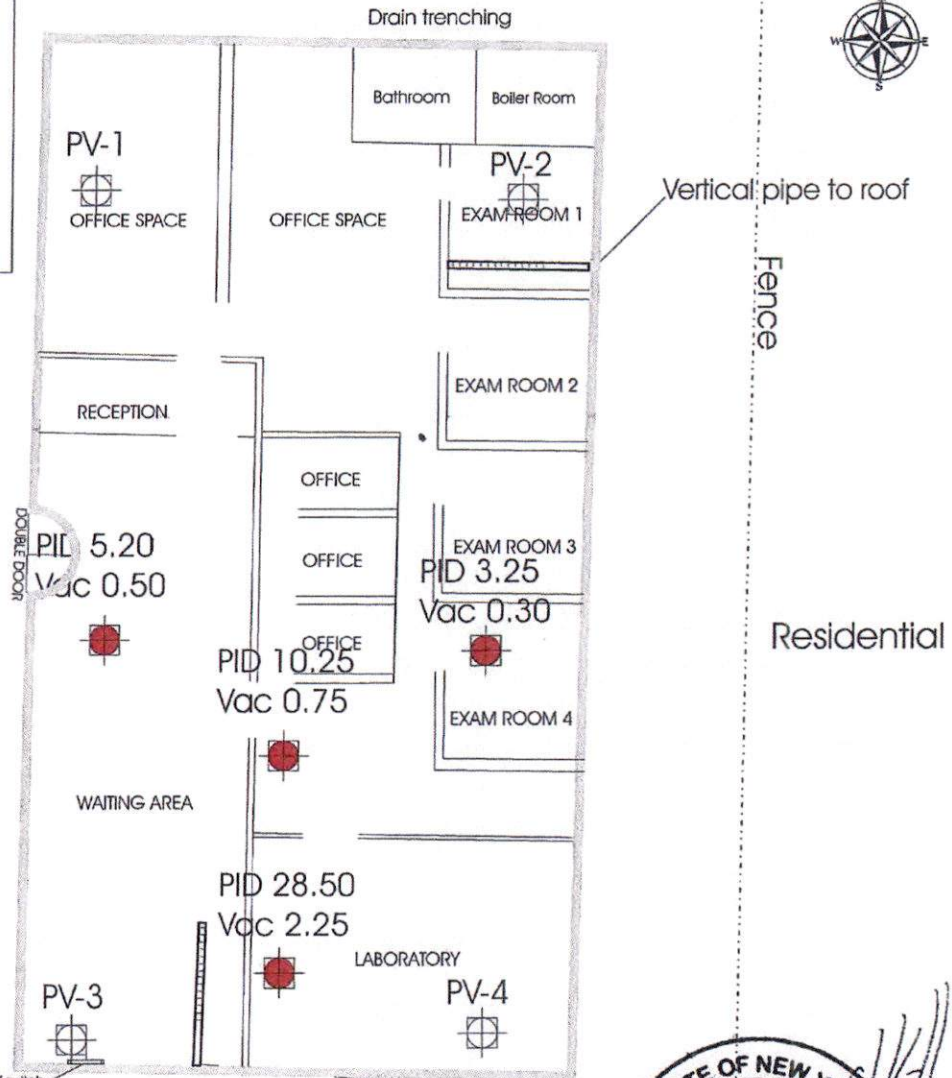 Drain trenching
W
E
S
Bathroom
Boiler Room
PV-1
PV-2
Vertical pipe to roof
OFFICE SPACE
OFFICE SPACE
EXAM ROOM 1
Fence
EXAM ROOM 2
RECEPTION
OFFICE
DOUBLE DOOR
PID 5.20
Vac 0.50
OFFICE
EXAM ROOM 3
PID 3.25
Vac 0.30
OFFICE
Residential
PID 10.25
Vac 0.75
EXAM ROOM 4
WAITING AREA
PID 28.50
Vac 2.25
LABORATORY
PV-3
PV-4
OF NEW